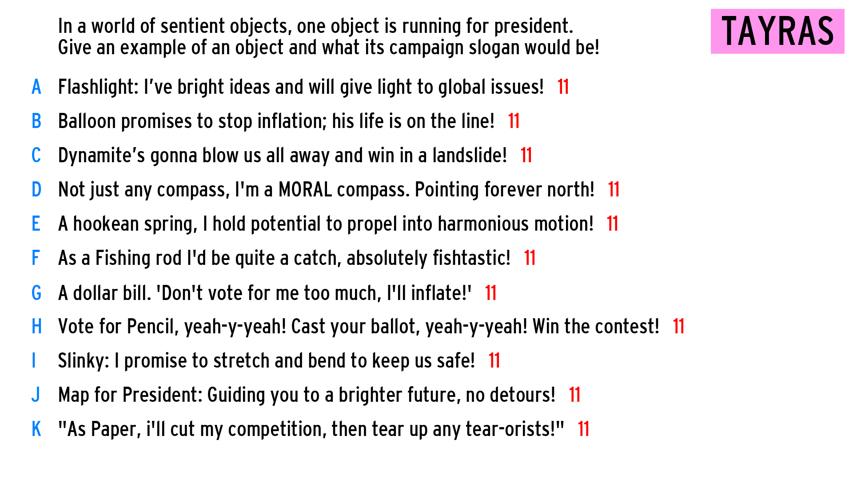 In a world of sentient objects, one object is running for president.
Give an example of an object and what its campaign slogan would be!
TAYRAS
A Flashlight: I've bright ideas and will give light to global issues! 11
B Balloon promises to stop inflation; his life is on the line! 11
C Dynamite's gonna blow us all away and win in a landslide! 11
D Not just any compass, I'm a MORAL compass. Pointing forever north! 11
E A hookean spring, I hold potential to propel into harmonious motion! 11
F As a Fishing rod I'd be quite a catch, absolutely fishtastic! 11
G A dollar bill. 'Don't vote for me too much, I'll inflate!' 11
H Vote for Pencil, yeah-y-yeah! Cast your ballot, yeah-y-yeah! Win the contest! 11
I Slinky: I promise to stretch and bend to keep us safe! 11
J Map for President: Guiding you to a brighter future, no detours! 11
K "As Paper, i'll cut my competition, then tear up any tear-orists!" 11